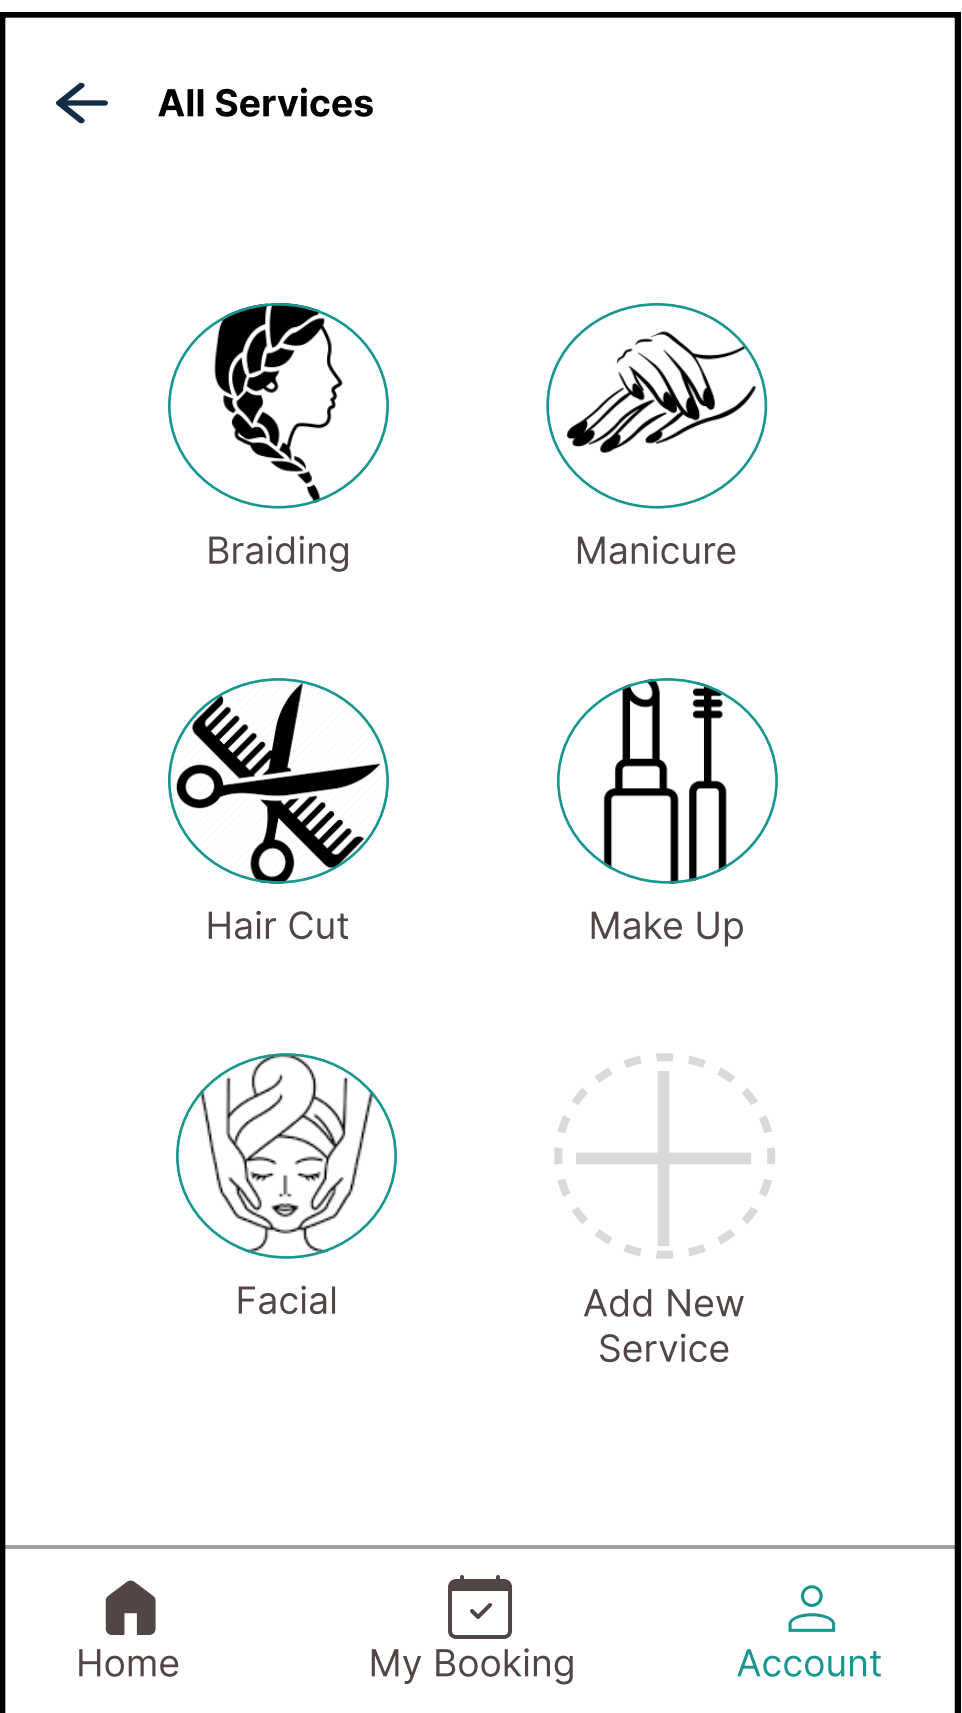 All Services
Braiding
Manicure
Hair Cut
Make Up
Facial
Add New
Service
Home
My Booking
Account